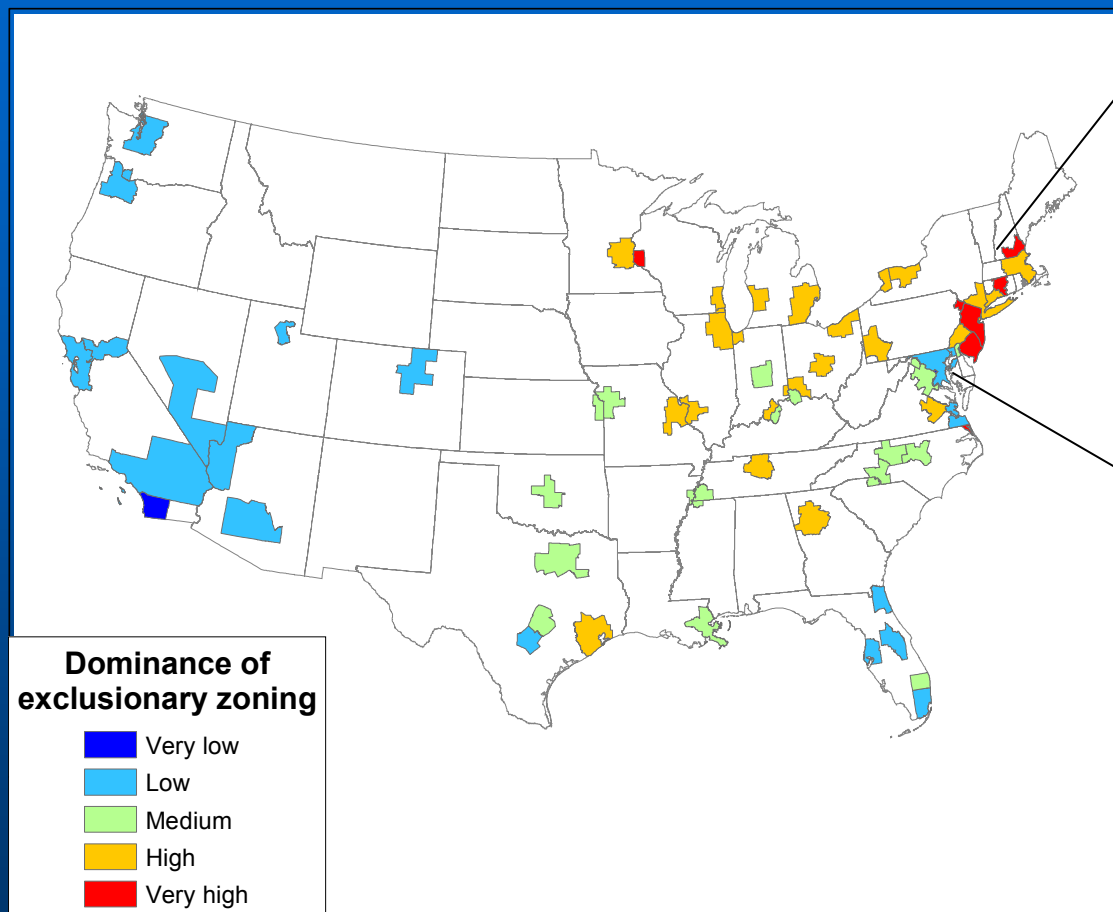 Dominance of
exclusionary zoning
Very low
Low
Medium
High
Very high